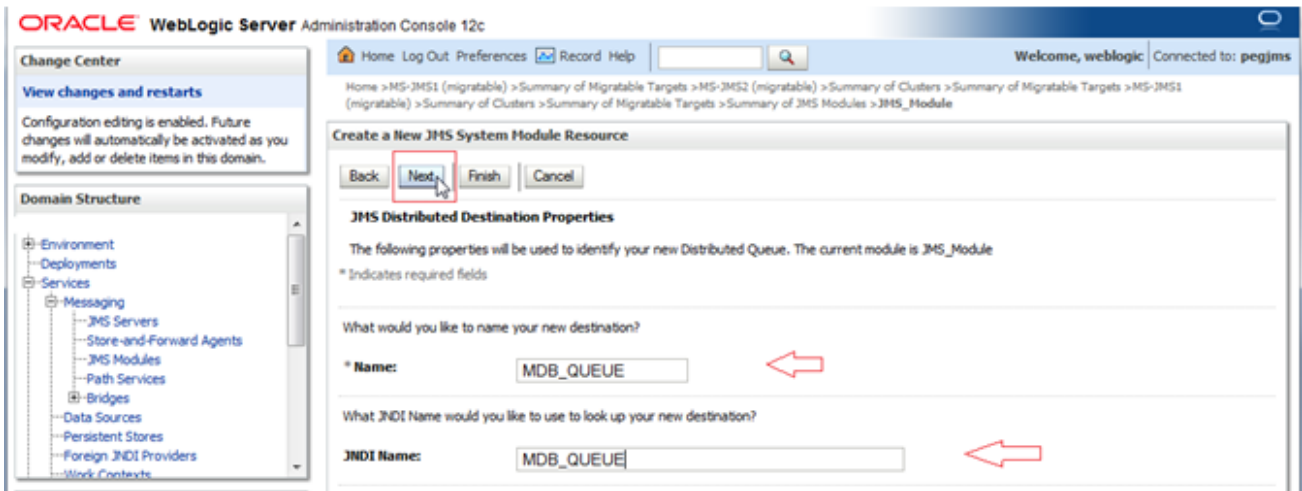 ORACLE WebLogic Server Administration Console 12c
Change Center
View changes and restarts
Configuration editing is enabled. Future
changes will automatically be activated as you
modify, add or delete items in this domain.
Domain Structure
Environment
Deployments
Services
Messaging
JMS Servers
Store-and-Forward Agents
JMS Modules
Path Services
Bridges
Data Sources
Persistent Stores
Foreign JNDI Providers
Work Contexts
Home Log Out Preferences Record Help
Welcome, weblogic Connected to: pegjms
Home >MS-JMS1 (migratable) >Summary of Migratable Targets >MS-JMS2 (migratable) >Summary of Clusters >Summary of Migratable Targets >MS-JMS1
(migratable) >Summary of Clusters >Summary of Migratable Targets >Summary of JMS Modules >JMS_Module
Create a New JMS System Module Resource
Back Next Finish Cancel
JMS Distributed Destination Properties
The following properties will be used to identify your new Distributed Queue. The current module is JMS_Module
* Indicates required fields
What would you like to name your new destination?
* Name: MDB_QUEUE
What JNDI Name would you like to use to look up your new destination?
JNDI Name: MDB_QUEUE